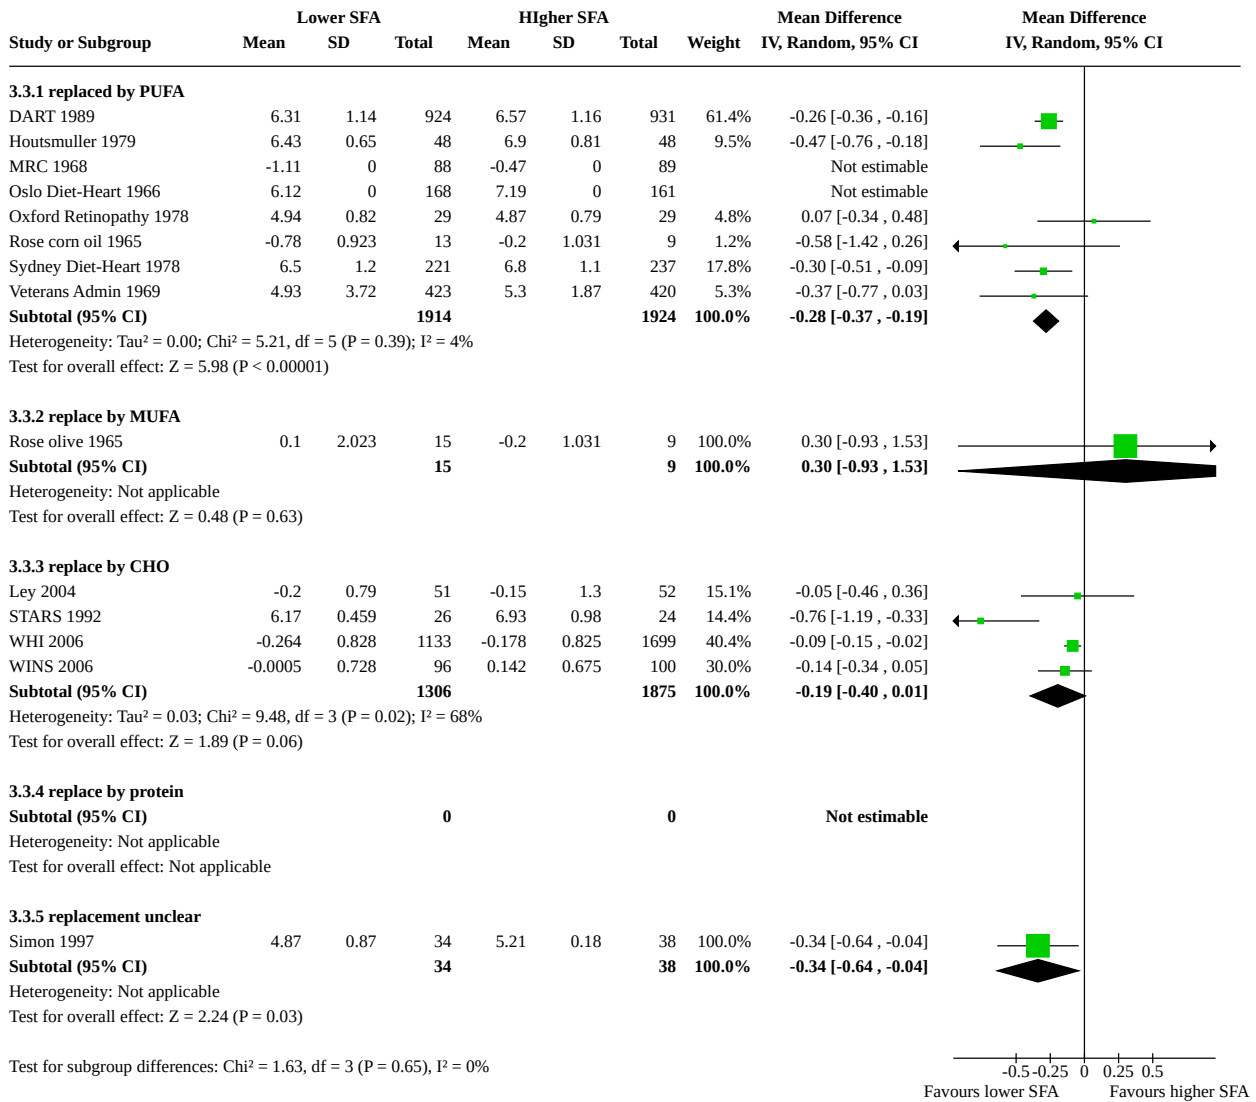 Lower SFA HIgher SFA Mean Difference Mean Difference
Study or Subgroup Mean SD Total Mean SD Total Weight IV, Random, 95% CI IV, Random, 95% CI
3.3.1 replaced by PUFA
DART 1989 6.31 1.14 924 6.57 1.16 931 61.4% -0.26 [-0.36 , -0.16]
Houtsmuller 1979 6.43 0.65 48 6.9 0.81 48 9.5% -0.47 [-0.76 , -0.18]
MRC 1968 -1.11 0 88 -0.47 0 89 Not estimable
Oslo Diet-Heart 1966 6.12 0 168 7.19 0 161 Not estimable
Oxford Retinopathy 1978 4.94 0.82 29 4.87 0.79 29 4.8% 0.07 [-0.34 , 0.48]
Rose corn oil 1965 -0.78 0.923 13 -0.2 1.031 9 1.2% -0.58 [-1.42 , 0.26]
Sydney Diet-Heart 1978 6.5 1.2 221 6.8 1.1 237 17.8% -0.30 [-0.51 , -0.09]
Veterans Admin 1969 4.93 3.72 423 5.3 1.87 420 5.3% -0.37 [-0.77 , 0.03]
Subtotal (95% CI) 1914 1924 100.0% -0.28 [-0.37 , -0.19]
Heterogeneity: Tau² = 0.00; Chi² = 5.21, df = 5 (P = 0.39); I² = 4%
Test for overall effect: Z = 5.98 (P < 0.00001)
3.3.2 replace by MUFA
Rose olive 1965 0.1 2.023 15 -0.2 1.031 9 100.0% 0.30 [-0.93 , 1.53]
Subtotal (95% CI) 15 9 100.0% 0.30 [-0.93 , 1.53]
Heterogeneity: Not applicable
Test for overall effect: Z = 0.48 (P = 0.63)
3.3.3 replace by CHO
Ley 2004 -0.2 0.79 51 -0.15 1.3 52 15.1% -0.05 [-0.46 , 0.36]
STARS 1992 6.17 0.459 26 6.93 0.98 24 14.4% -0.76 [-1.19 , -0.33]
WHI 2006 -0.264 0.828 1133 -0.178 0.825 1699 40.4% -0.09 [-0.15 , -0.02]
WINS 2006 -0.0005 0.728 96 0.142 0.675 100 30.0% -0.14 [-0.34 , 0.05]
Subtotal (95% CI) 1306 1875 100.0% -0.19 [-0.40 , 0.01]
Heterogeneity: Tau² = 0.03; Chi² = 9.48, df = 3 (P = 0.02); I² = 68%
Test for overall effect: Z = 1.89 (P = 0.06)
3.3.4 replace by protein
Subtotal (95% CI) 0 0 Not estimable
Heterogeneity: Not applicable
Test for overall effect: Not applicable
3.3.5 replacement unclear
Simon 1997 4.87 0.87 34 5.21 0.18 38 100.0% -0.34 [-0.64 , -0.04]
Subtotal (95% CI) 34 38 100.0% -0.34 [-0.64 , -0.04]
Heterogeneity: Not applicable
Test for overall effect: Z = 2.24 (P = 0.03)
Test for subgroup differences: Chi² = 1.63, df = 3 (P = 0.65), I² = 0%
-0.5 -0.25 0 0.25 0.5
Favours lower SFA Favours higher SFA